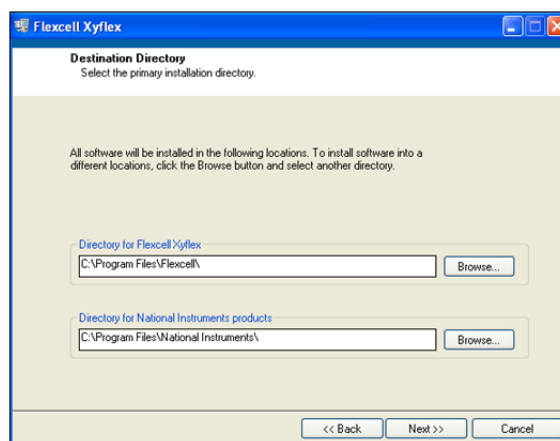 Flexcell Xyflex
Destination Directory
Select the primary installation directory.
All software will be installed in the following locations. To install software into a
different locations, click the Browse button and select another directory.
Directory for Flexcell Xyflex
C:\Program Files\Flexcell\
Browse...
Directory for National Instruments products
C:\Program Files\National Instruments\
Browse...
<< Back
Next >>
Cancel